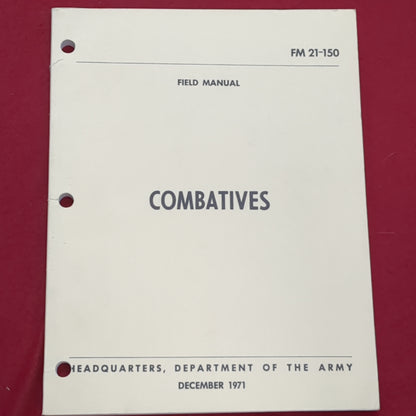 FM 21-150
FIELD MANUAL
COMBATIVES
HEADQUARTERS, DEPARTMENT OF THE ARMY
DECEMBER 1971